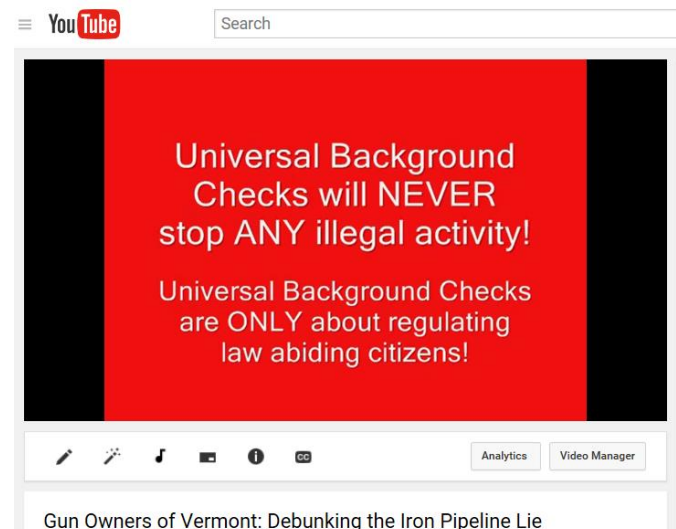 YouTube
Search
Universal Background
Checks will NEVER
stop ANY illegal activity!
Universal Background Checks
are ONLY about regulating
law abiding citizens!
CC
Analytics
Video Manager
Gun Owners of Vermont: Debunking the Iron Pipeline Lie